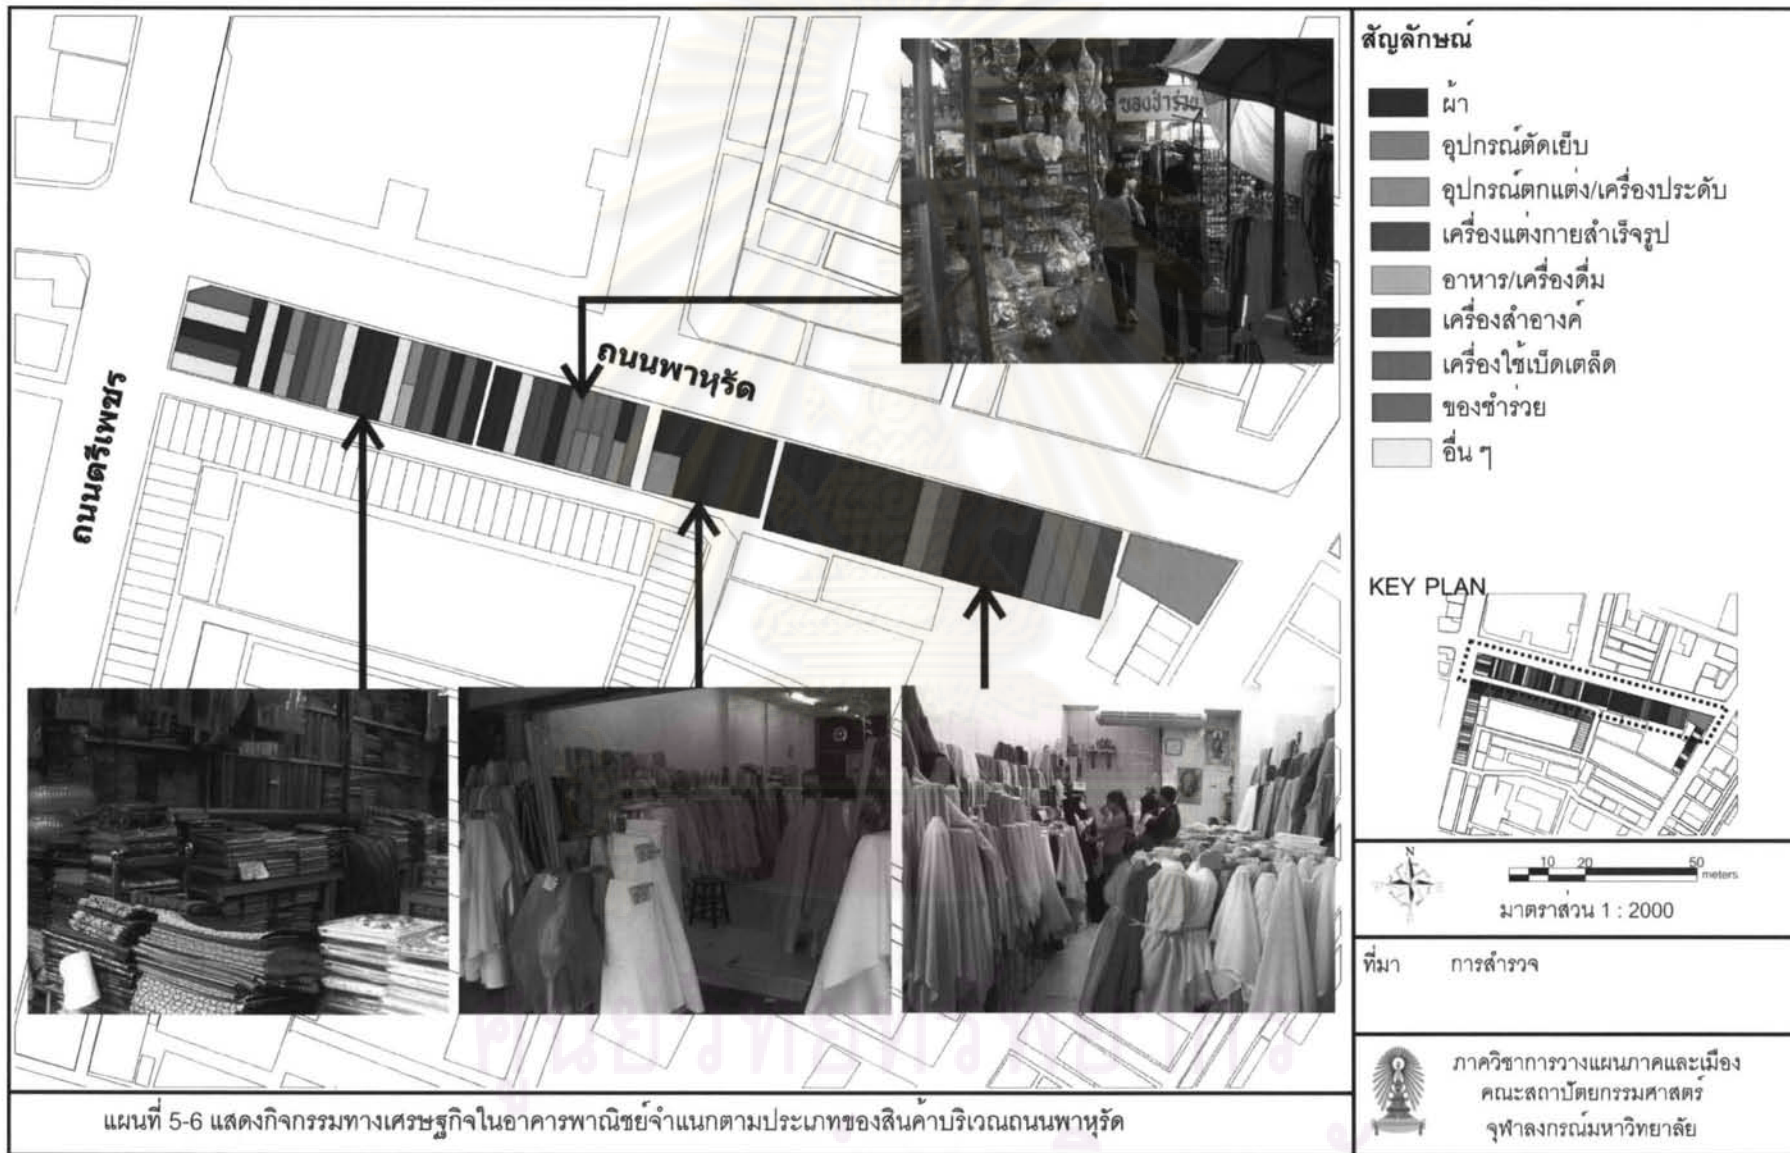 สัญลักษณ์
ผ้า
อุปกรณ์ตัดเย็บ
อุปกรณ์ตกแต่ง/เครื่องประดับ
เครื่องแต่งกายสำเร็จรูป
อาหาร/เครื่องดื่ม
เครื่องสำอางค์
เครื่องใช้เบ็ดเตล็ด
ของชำร่วย
อื่น ๆ
ของชำร่วย
ถนนพาหุรัด
ถนนตรีเพชร
KEY PLAN
N
10 20 50
meters
มาตราส่วน 1 : 2000
ที่มา การสำรวจ
ภาควิชาการวางแผนภาคและเมือง
คณะสถาปัตยกรรมศาสตร์
จุฬาลงกรณ์มหาวิทยาลัย
ศูนย์วิทยทรัพยากร
แผนที่ 5-6 แสดงกิจกรรมทางเศรษฐกิจในอาคารพาณิชย์จำแนกตามประเภทของสินค้าบริเวณถนนพาหุรัด